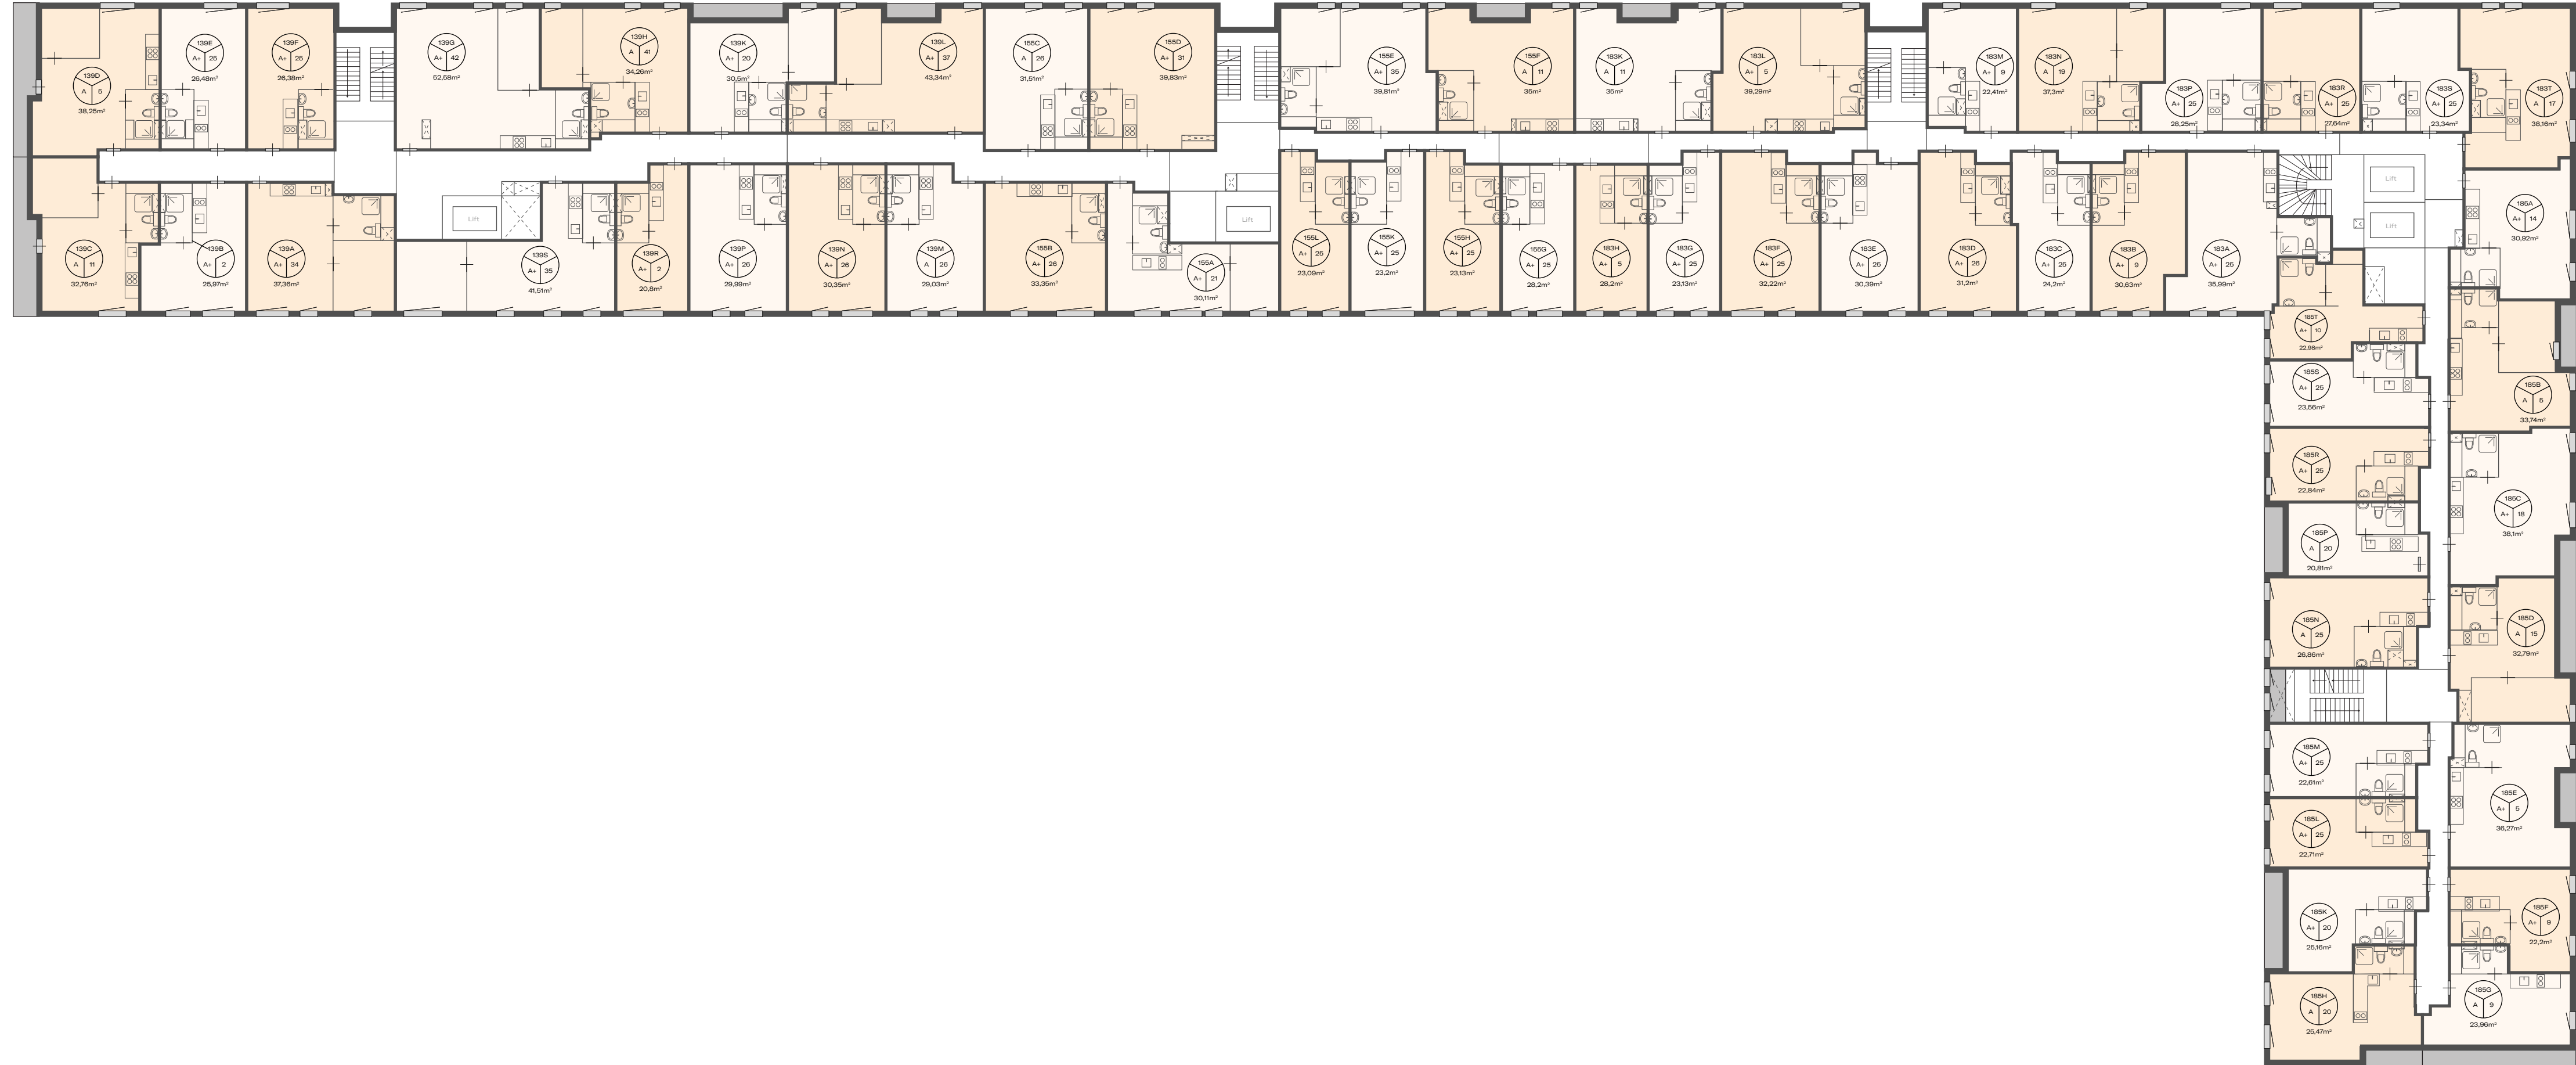 139D
A 5
38,25m²
139E
A+ 25
26,48m²
139F
A+ 25
26,38m²
139G
A+ 42
52,58m²
139H
A 41
34,26m²
139K
A+ 20
30,5m²
139L
A+ 37
43,34m²
155C
A 26
31,51m²
155D
A+ 31
39,83m²
155E
A+ 35
39,81m²
155F
A 11
35m²
183K
A 11
35m²
183L
A+ 5
39,29m²
183M
A+ 9
22,41m²
183N
A 19
37,3m²
183P
A+ 25
28,25m²
183R
A+ 25
27,64m²
183S
A+ 25
23,34m²
183T
A 17
38,16m²
139C
A 11
32,76m²
139B
A+ 2
25,97m²
139A
A+ 34
37,36m²
Lift
139S
A+ 35
41,51m²
139R
A+ 2
20,8m²
139P
A+ 26
29,99m²
139N
A+ 26
30,35m²
139M
A 26
29,03m²
155B
A+ 26
33,35m²
155A
A+ 21
30,11m²
Lift
155L
A+ 25
23,09m²
155K
A+ 25
23,2m²
155H
A+ 25
23,13m²
155G
A+ 25
28,2m²
183H
A+ 5
28,2m²
183G
A+ 25
23,13m²
183F
A+ 25
32,22m²
183E
A+ 25
30,39m²
183D
A+ 26
31,2m²
183C
A+ 25
24,2m²
183B
A+ 9
30,63m²
183A
A+ 25
35,99m²
Lift
Lift
185A
A+ 14
30,92m²
185T
A+ 10
22,98m²
185S
A+ 25
23,56m²
185B
A 5
33,74m²
185R
A+ 25
22,84m²
185C
A+ 18
38,1m²
185P
A 20
20,81m²
185N
A 25
26,86m²
185D
A 15
32,79m²
185M
A+ 25
22,61m²
185E
A+ 5
36,27m²
185L
A+ 25
22,71m²
185K
A+ 20
25,16m²
185F
A+ 9
22,2m²
185H
A 20
25,47m²
185G
A 9
23,96m²